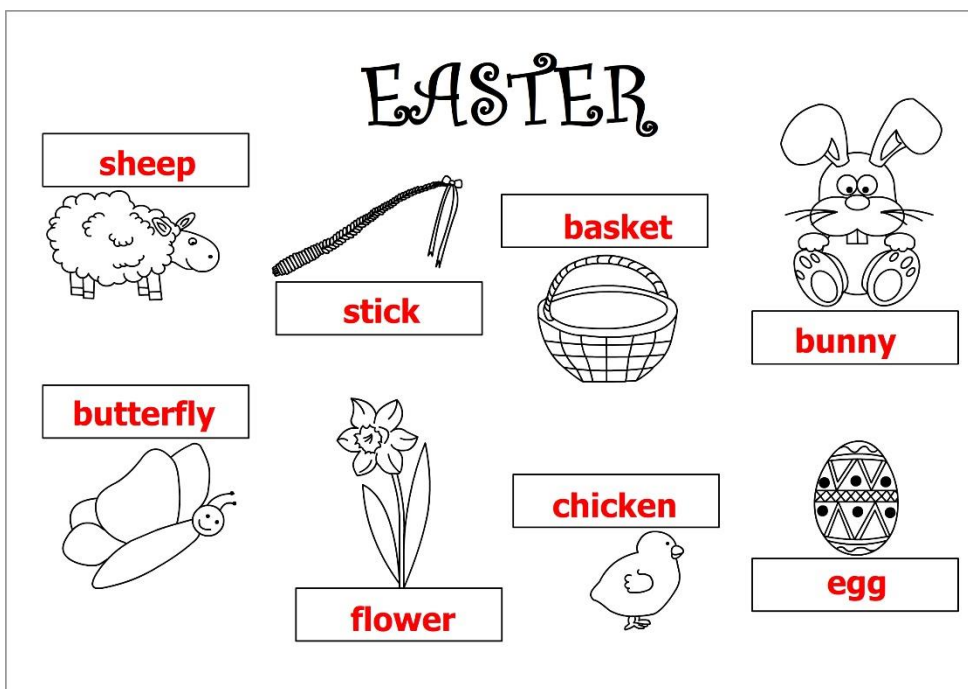 EASTER
sheep
stick
basket
bunny
butterfly
flower
chicken
egg